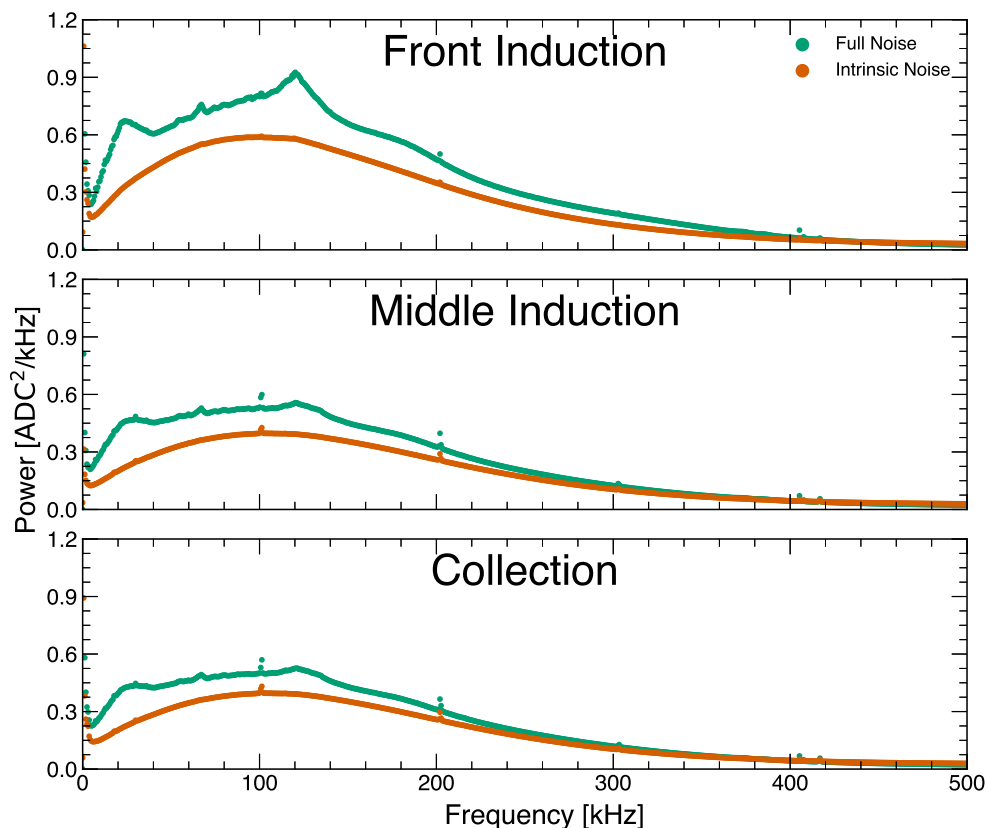 Front Induction
Full Noise
Intrinsic Noise
1.2
0.9
0.6
0.3
0.0
Middle Induction
1.2
0.9
0.6
0.3
0.0
Power [ADC²/kHz]
Collection
1.2
0.9
0.6
0.3
0.0
0 100 200 300 400 500
Frequency [kHz]